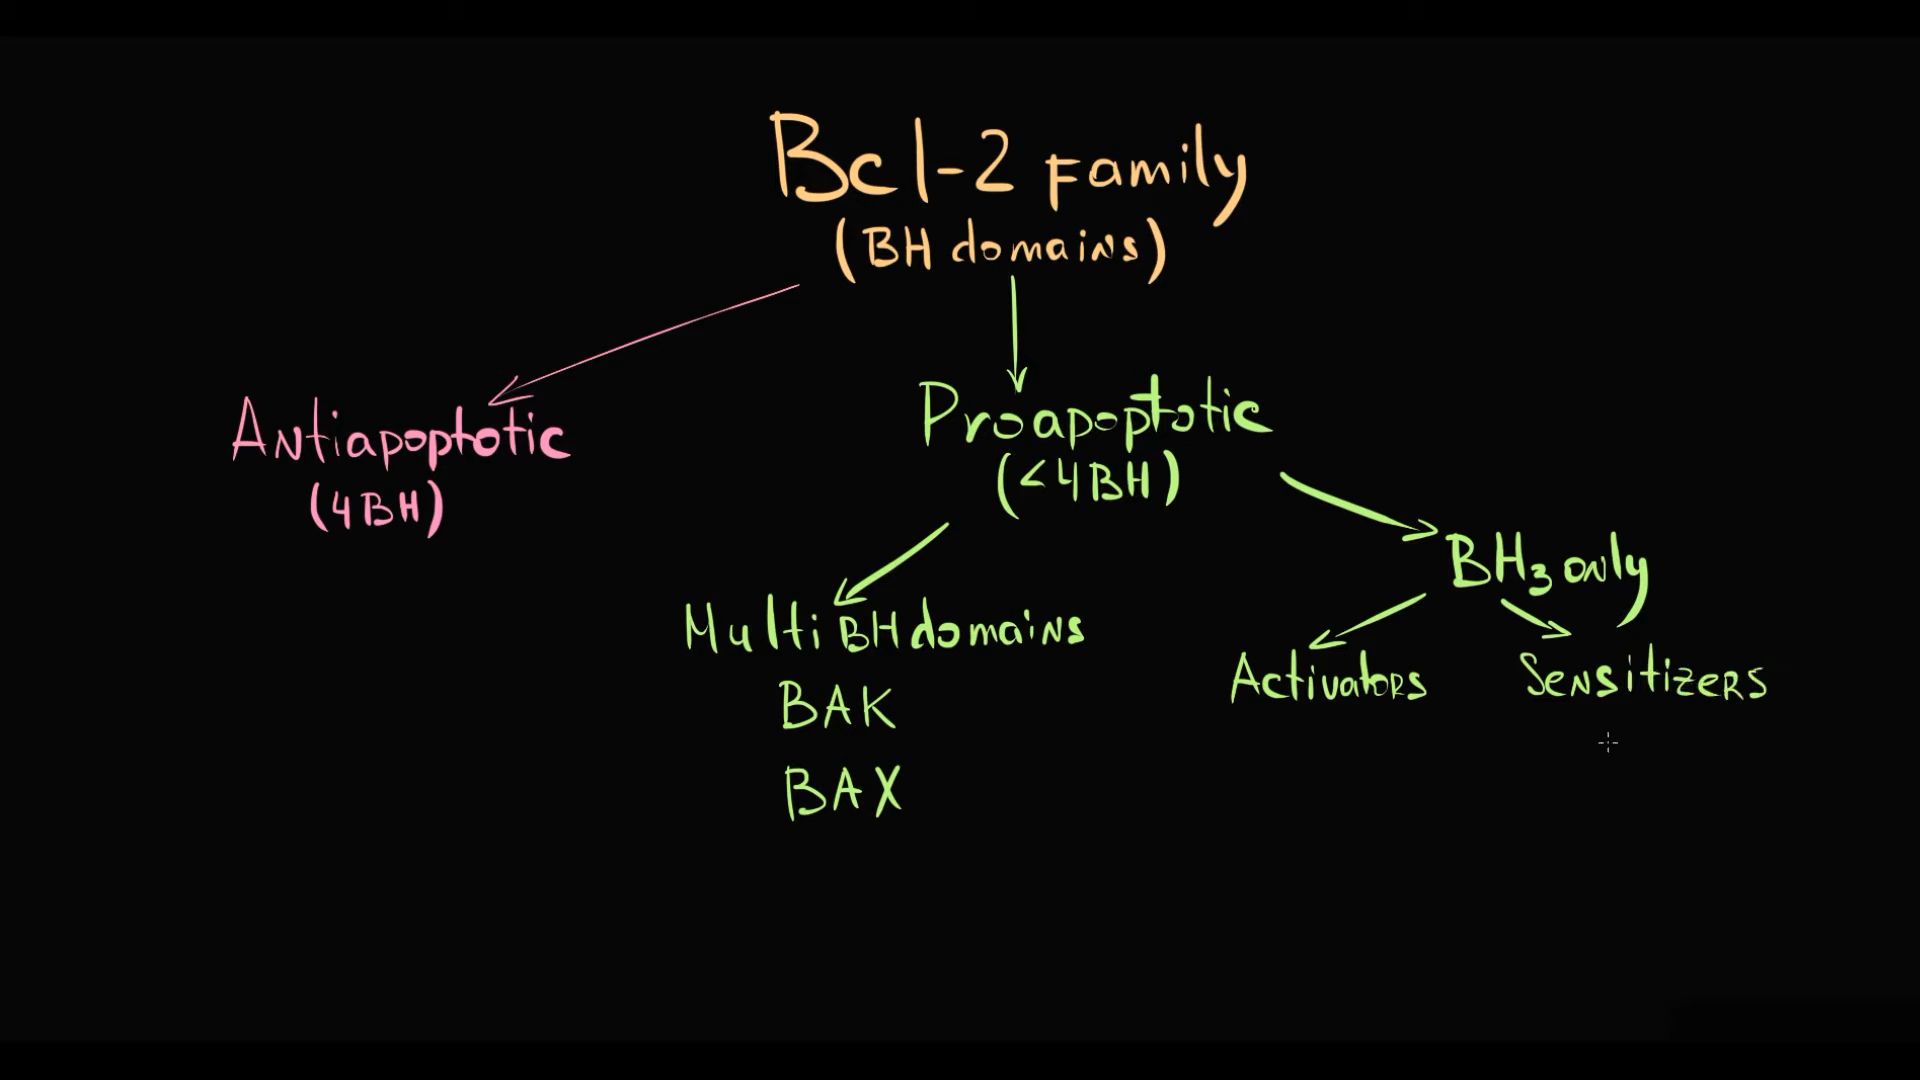 Bcl-2 Family
(BH domains)
Antiapoptotic
(4BH)
Proapoptotic
(<4BH)
Multi BH domains
BAK
BAX
BH3 only
Activators
Sensitizers